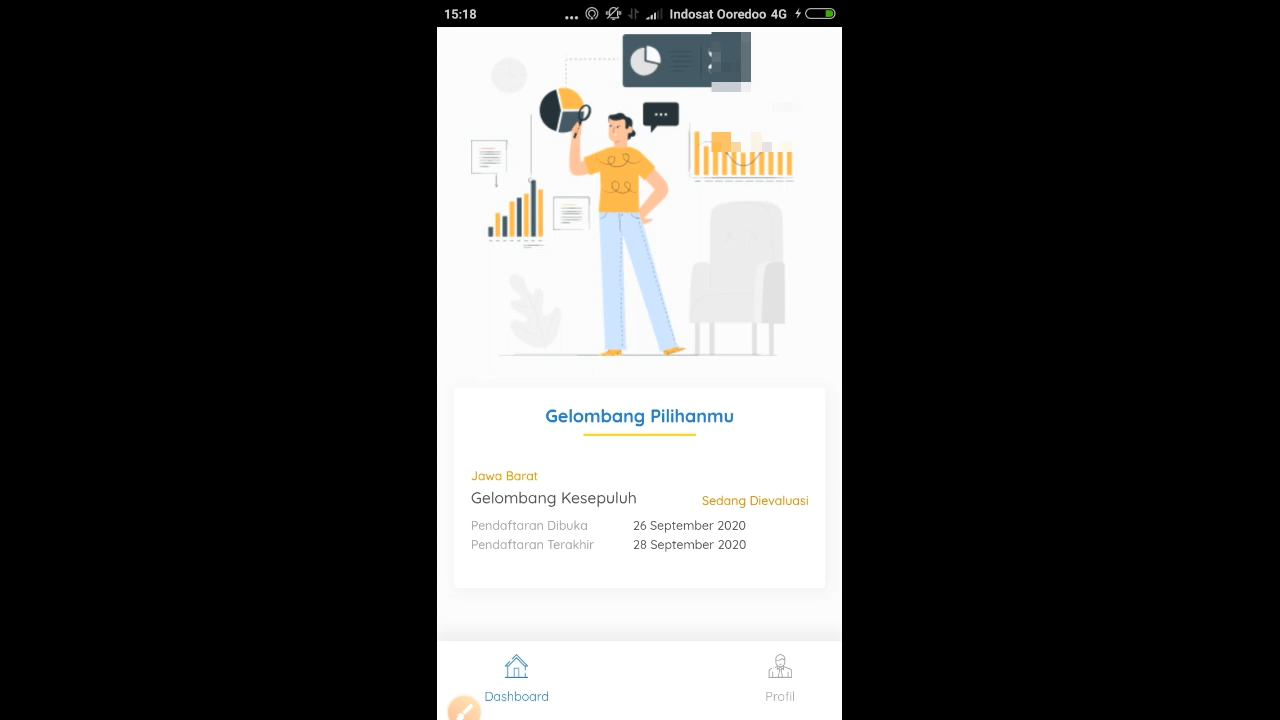 15:18
Indosat Ooredoo 4G
Gelombang Pilihanmu
Jawa Barat
Gelombang Kesepuluh
Sedang Dievaluasi
Pendaftaran Dibuka 26 September 2020
Pendaftaran Terakhir 28 September 2020
Dashboard
Profil